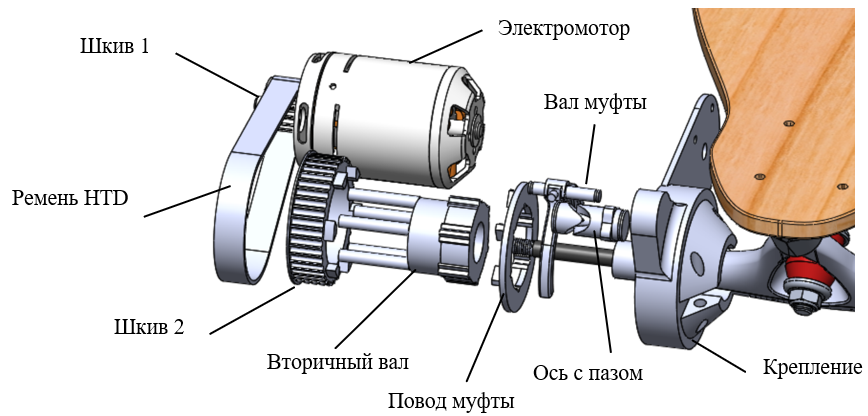 Электромотор
Шкив 1
Вал муфты
Ремень HTD
Шкив 2
Вторичный вал
Ось с пазом
Крепление
Повод муфты